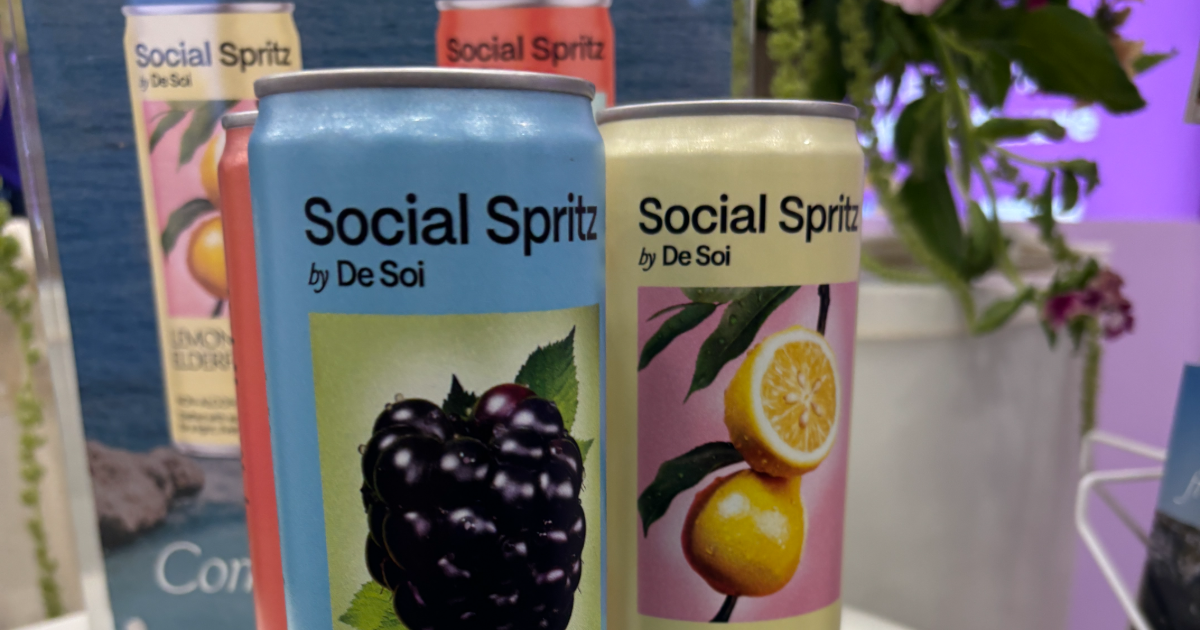 Social Spritz
by De Soi
Social Spritz
Social Spritz
by De Soi
Social Spritz
by De Soi
LEMON
ELDERF
Con